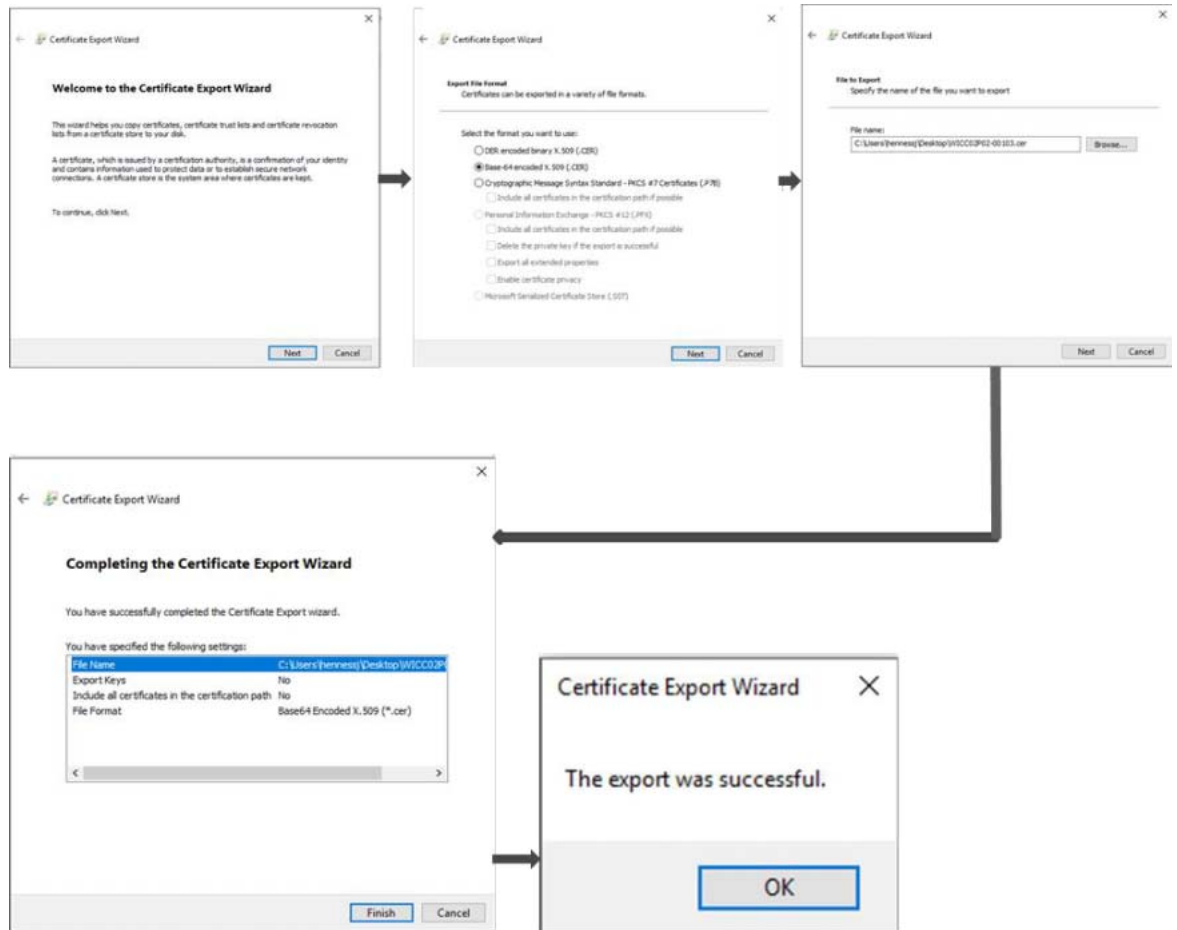 Certificate Export Wizard
Welcome to the Certificate Export Wizard
The wizard helps you copy certificates, certificate trust lists and certificate revocation
lists from a certificate store to your disk.
A certificate, which is issued by a certification authority, is a confirmation of your identity
and contains information used to protect data or to establish secure network
connections. A certificate store is the system area where certificates are kept.
To continue, click Next.
Next Cancel
Certificate Export Wizard
Export File Format
Certificates can be exported in a variety of file formats.
Select the format you want to use:
DER encoded binary X.509 (.CER)
Base-64 encoded X.509 (.CER)
Cryptographic Message Syntax Standard - PKCS #7 Certificates (.P7B)
Include all certificates in the certification path if possible
Personal Information Exchange - PKCS #12 (.PFX)
Include all certificates in the certification path if possible
Delete the private key if the export is successful
Export all extended properties
Enable certificate privacy
Microsoft Serialized Certificate Store (.SST)
Next Cancel
Certificate Export Wizard
File to Export
Specify the name of the file you want to export
File name:
C:\Users\hennessj\Desktop\WICC02P02-00103.cer Browse...
Next Cancel
Certificate Export Wizard
Completing the Certificate Export Wizard
You have successfully completed the Certificate Export wizard.
You have specified the following settings:
File Name C:\Users\hennessj\Desktop\WICC02P
Export Keys No
Include all certificates in the certification path No
File Format Base64 Encoded X.509 (*.cer)
Finish Cancel
Certificate Export Wizard
The export was successful.
OK